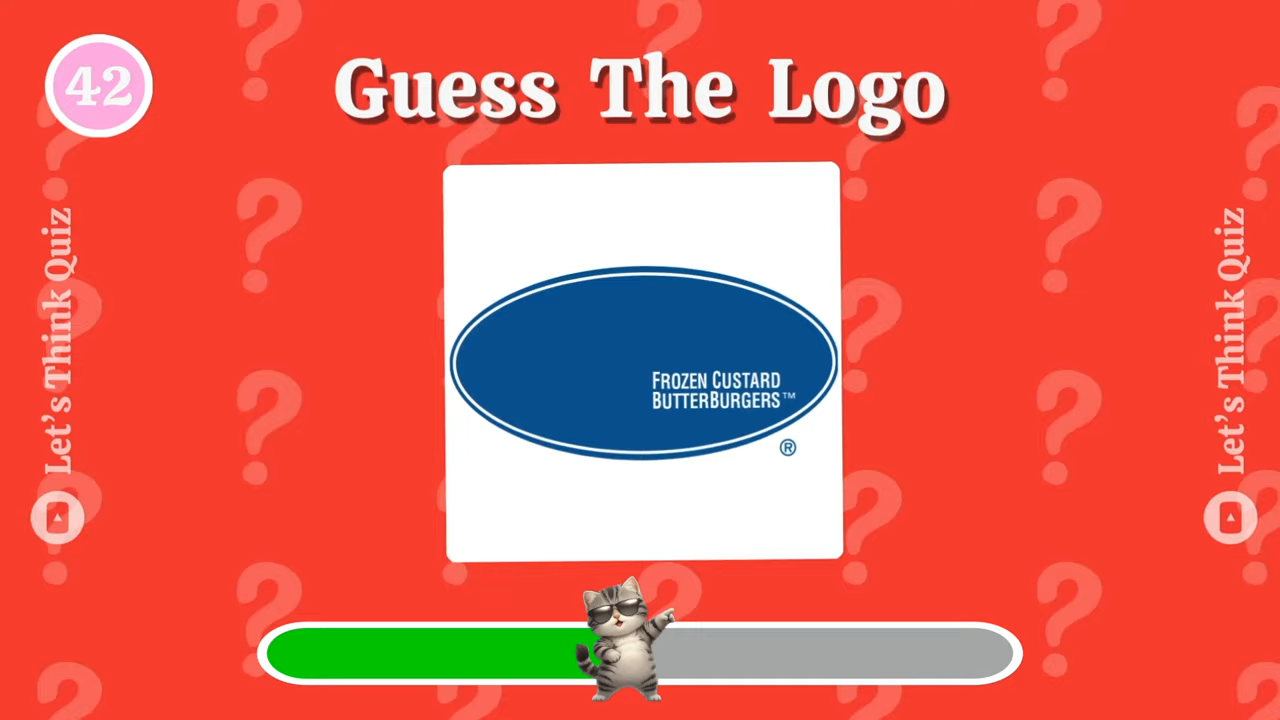 42
Guess The Logo
Let's Think Quiz
FROZEN CUSTARD
BUTTERBURGERS™
®
Let's Think Quiz